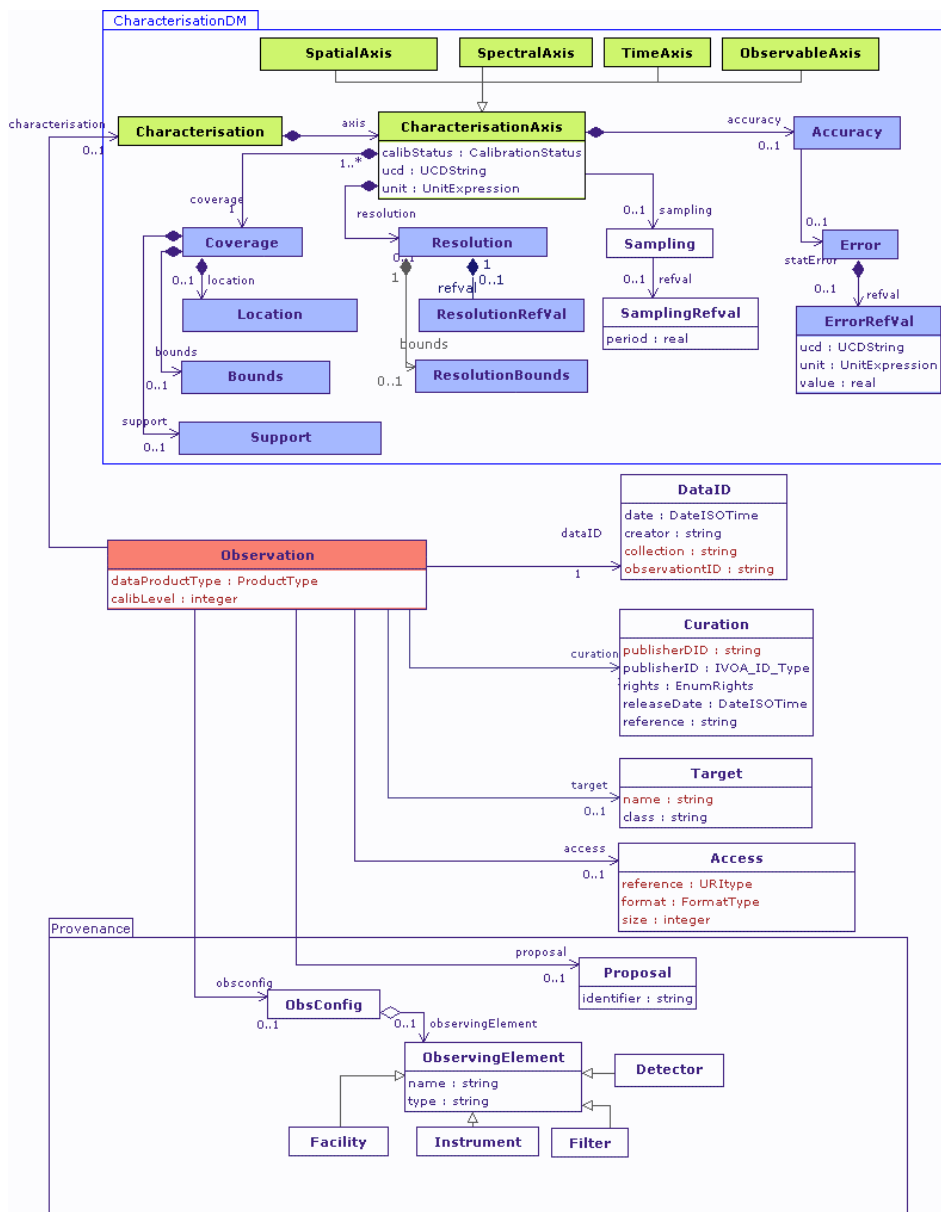 CharacterisationDM
SpatialAxis
SpectralAxis
TimeAxis
ObservableAxis
characterisation
0..1
Characterisation
axis
1..*
CharacterisationAxis
calibStatus : CalibrationStatus
ucd : UCDString
unit : UnitExpression
accuracy
0..1
Accuracy
coverage
1
resolution
0..1
0..1
sampling
0..1
statError
Coverage
Resolution
Sampling
Error
0..1
location
1
1
0..1
refval
0..1
refval
0..1
refval
Location
ResolutionRefVal
SamplingRefval
period : real
ErrorRefVal
ucd : UCDString
unit : UnitExpression
value : real
bounds
0..1
Bounds
bounds
0..1
ResolutionBounds
support
0..1
Support
Observation
dataProductType : ProductType
calibLevel : integer
dataID
1
DataID
date : DateISOTime
creator : string
collection : string
observationtID : string
curation
Curation
publisherDID : string
publisherID : IVOA_ID_Type
rights : EnumRights
releaseDate : DateISOTime
reference : string
target
0..1
Target
name : string
class : string
access
0..1
Access
reference : URItype
format : FormatType
size : integer
Provenance
proposal
0..1
Proposal
identifier : string
obsconfig
0..1
ObsConfig
0..1
observingElement
ObservingElement
name : string
type : string
Detector
Facility
Instrument
Filter